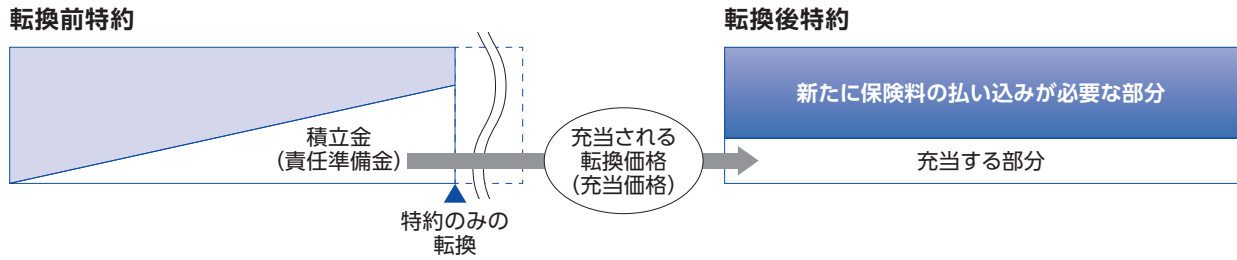 転換前特約
転換後特約
積立金
(責任準備金)
特約のみの
転換
充当される
転換価格
(充当価格)
新たに保険料の払い込みが必要な部分
充当する部分